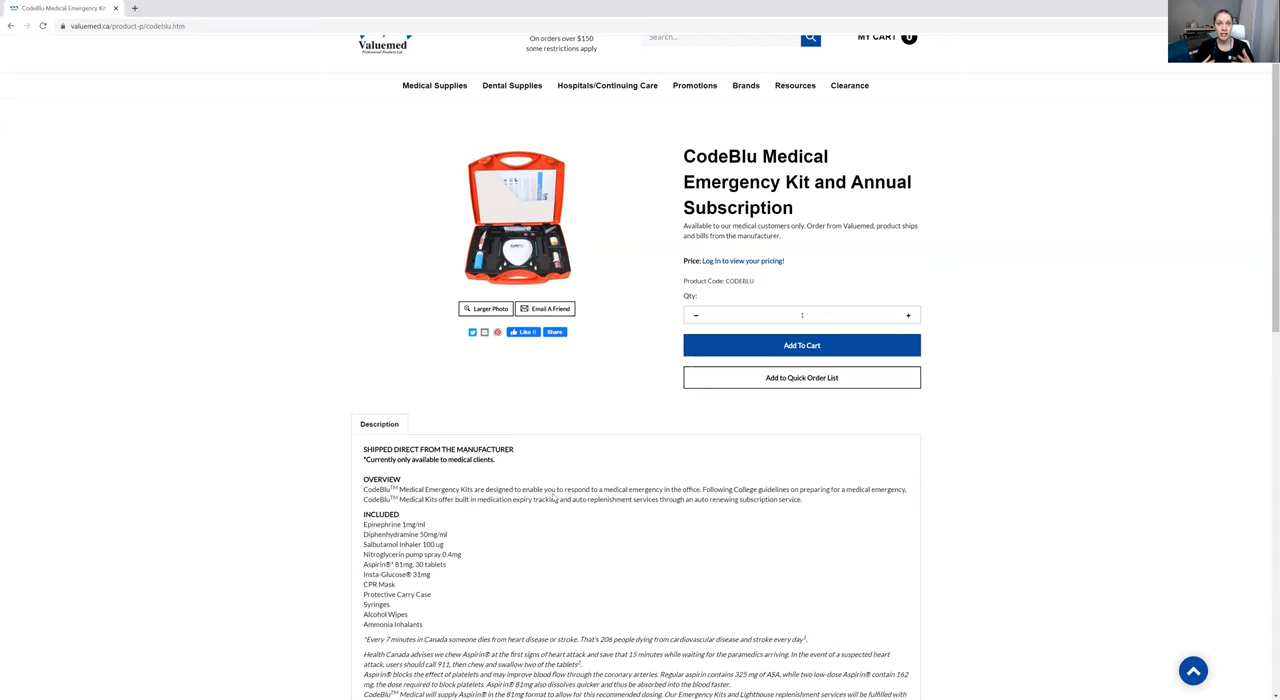 CodeBlu Medical Emergency Kit
valuemed.ca/product-p/codeblu.htm
Valuemed
Professional Products Ltd
On orders over $150
some restrictions apply
Search...
MY CART 0
Medical Supplies Dental Supplies Hospitals/Continuing Care Promotions Brands Resources Clearance
CodeBlu Medical
Emergency Kit and Annual
Subscription
Available to our medical customers only. Order from Valuemed, product ships
and bills from the manufacturer.
Price: Log In to view your pricing!
Product Code: CODEBLU
Qty:
- 1 +
Add To Cart
Add to Quick Order List
Larger Photo Email A Friend
Like 0 Share
Description
SHIPPED DIRECT FROM THE MANUFACTURER
*Currently only available to medical clients.
OVERVIEW
CodeBlu™ Medical Emergency Kits are designed to enable you to respond to a medical emergency in the office. Following College guidelines on preparing for a medical emergency,
CodeBlu™ Medical Kits offer built in medication expiry tracking and auto replenishment services through an auto renewing subscription service.
INCLUDED
Epinephrine 1mg/ml
Diphenhydramine 50mg/ml
Salbutamol Inhaler 100 ug
Nitroglycerin pump spray 0.4mg
Aspirin®* 81mg, 30 tablets
Insta-Glucose® 31mg
CPR Mask
Protective Carry Case
Syringes
Alcohol Wipes
Ammonia Inhalants
*Every 7 minutes in Canada someone dies from heart disease or stroke. That's 206 people dying from cardiovascular disease and stroke every day¹.
Health Canada advises we chew Aspirin® at the first signs of heart attack and save that 15 minutes while waiting for the paramedics arriving. In the event of a suspected heart
attack, users should call 911, then chew and swallow two of the tablets².
Aspirin® blocks the effect of platelets and may improve blood flow through the coronary arteries. Regular aspirin contains 325 mg of ASA, while two low-dose Aspirin® contain 162
mg, the dose required to block platelets. Aspirin® 81mg also dissolves quicker and thus be absorbed into the blood faster.
CodeBlu™ Medical will supply Aspirin® in the 81mg format to allow for this recommended dosing. Our Emergency Kits and Lighthouse replenishment services will be fulfilled with